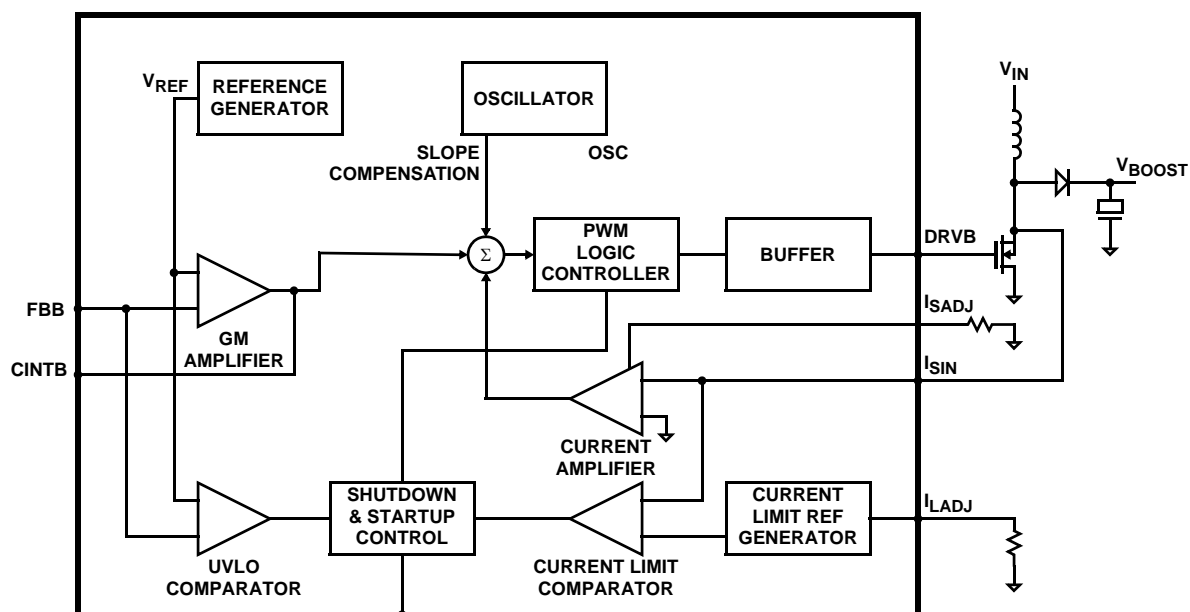 VREF
REFERENCE
GENERATOR
OSCILLATOR
SLOPE
COMPENSATION
OSC
VIN
VBOOST
Σ
PWM
LOGIC
CONTROLLER
BUFFER
DRVB
FBB
GM
AMPLIFIER
CINTB
ISADJ
ISIN
CURRENT
AMPLIFIER
UVLO
COMPARATOR
SHUTDOWN
& STARTUP
CONTROL
CURRENT LIMIT
COMPARATOR
CURRENT
LIMIT REF
GENERATOR
ILADJ